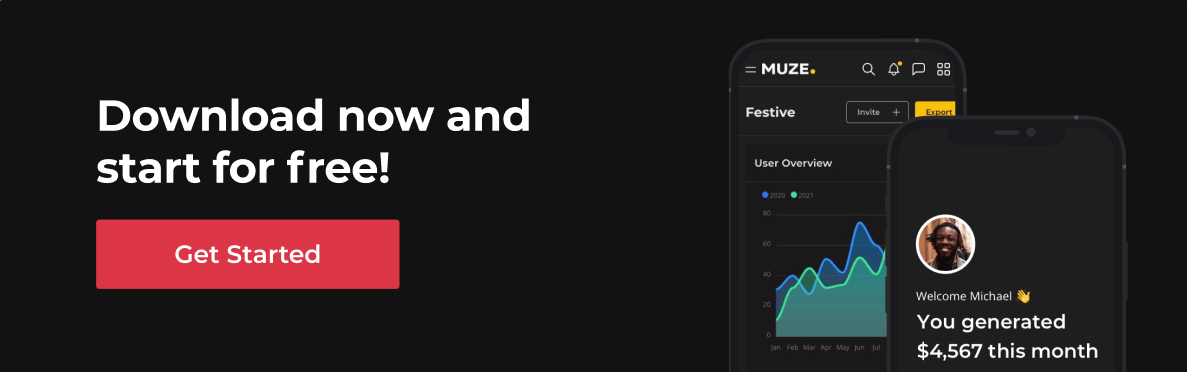 Download now and
start for free!
Get Started
MUZE.
Festive
Invite +
Export
User Overview
2020 2021
80
60
40
20
0
Jan Feb Mar Apr May Jun Jul
Welcome Michael 👋
You generated
$4,567 this month